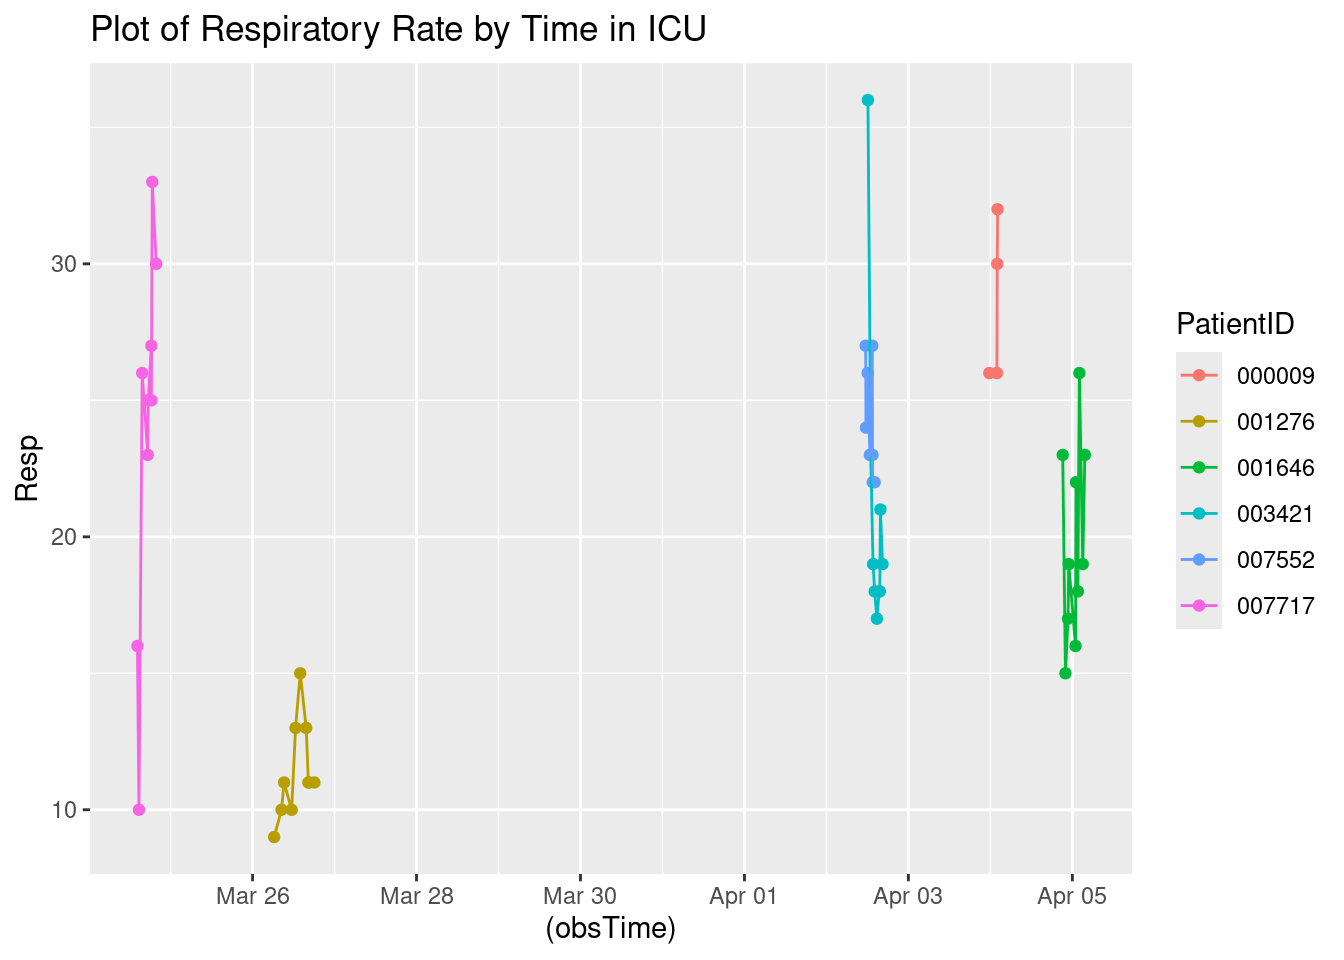 Plot of Respiratory Rate by Time in ICU
Resp
30
20
10
Mar 26 Mar 28 Mar 30 Apr 01 Apr 03 Apr 05
(obsTime)
PatientID
000009
001276
001646
003421
007552
007717